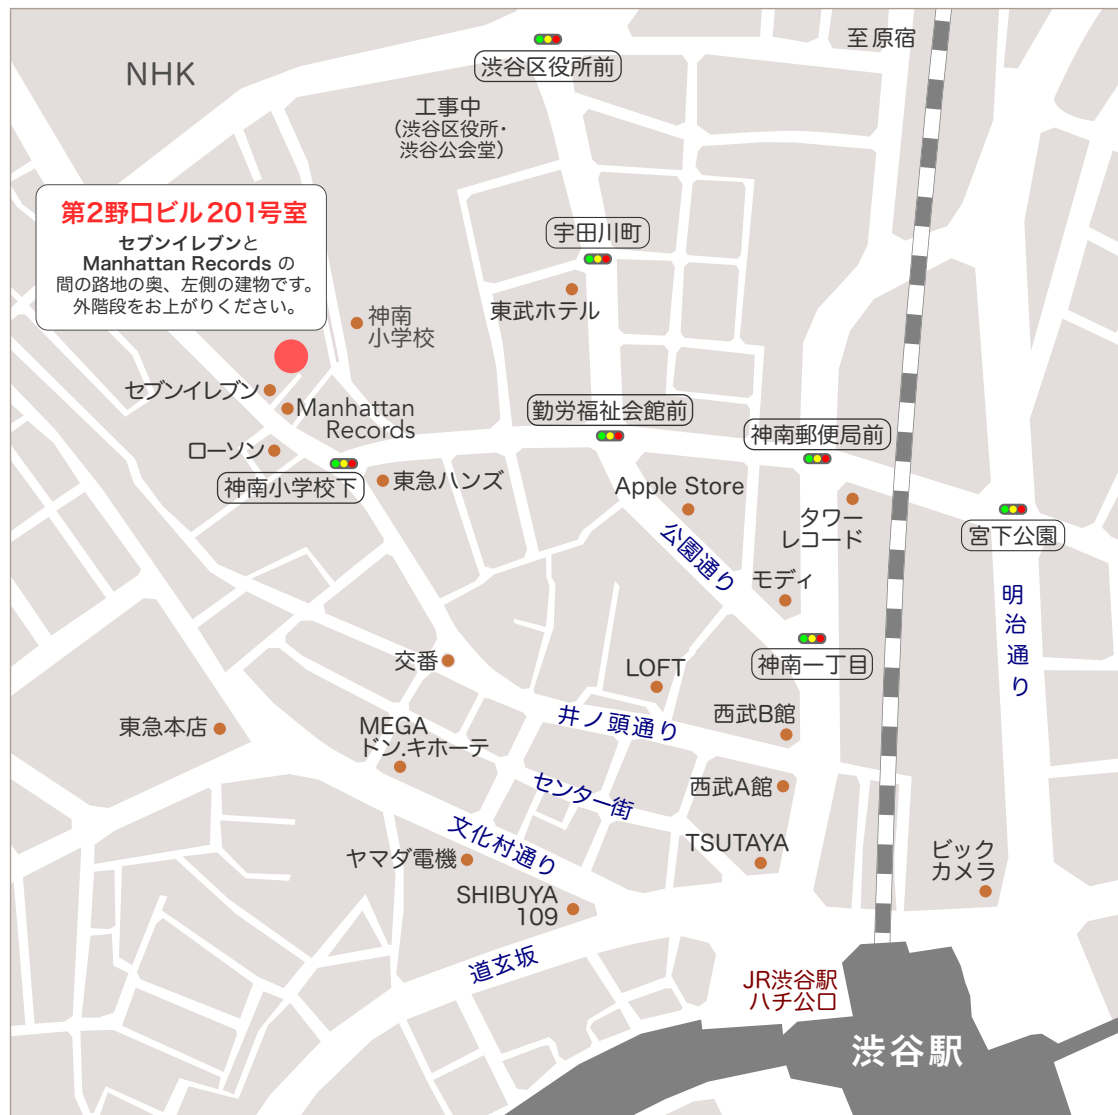 至原宿
渋谷区役所前
NHK
工事中
(渋谷区役所・
渋谷公会堂)
第2野口ビル201号室
セブンイレブンと
Manhattan Records の
間の路地の奥、左側の建物です。
外階段をお上がりください。
宇田川町
東武ホテル
神南
小学校
セブンイレブン
Manhattan
Records
勤労福祉会館前
神南郵便局前
ローソン
神南小学校下
東急ハンズ
Apple Store
タワー
レコード
宮下公園
公園通り
モディ
明治通り
神南一丁目
交番
LOFT
西武B館
井ノ頭通り
東急本店
MEGA
ドン.キホーテ
センター街
西武A館
文化村通り
TSUTAYA
ヤマダ電機
ビック
カメラ
SHIBUYA
109
道玄坂
JR渋谷駅
ハチ公口
渋谷駅